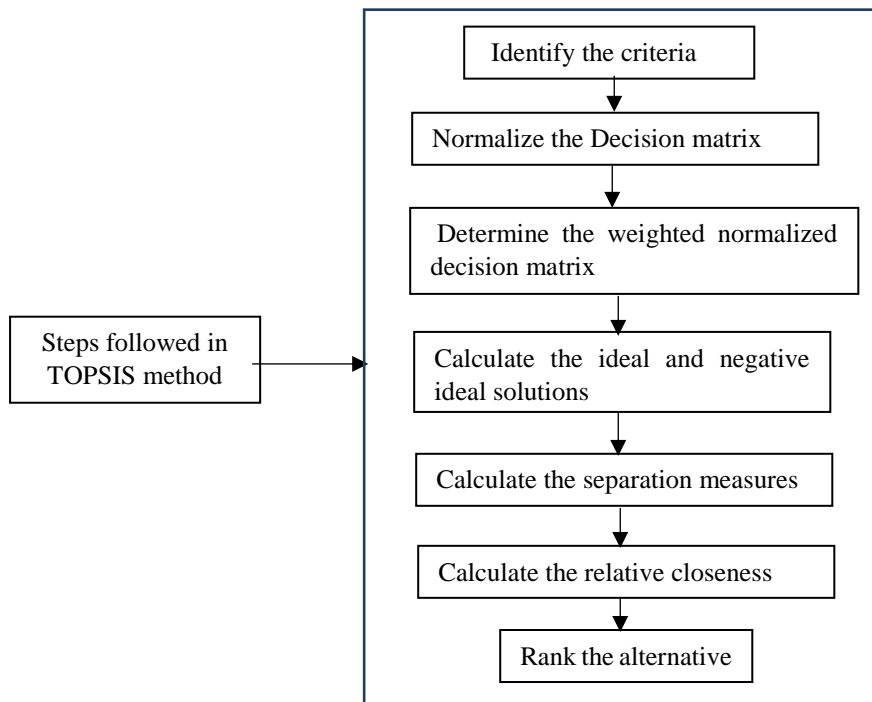 Identify the criteria
Normalize the Decision matrix
Determine the weighted normalized
decision matrix
Steps followed in
TOPSIS method
Calculate the ideal and negative
ideal solutions
Calculate the separation measures
Calculate the relative closeness
Rank the alternative